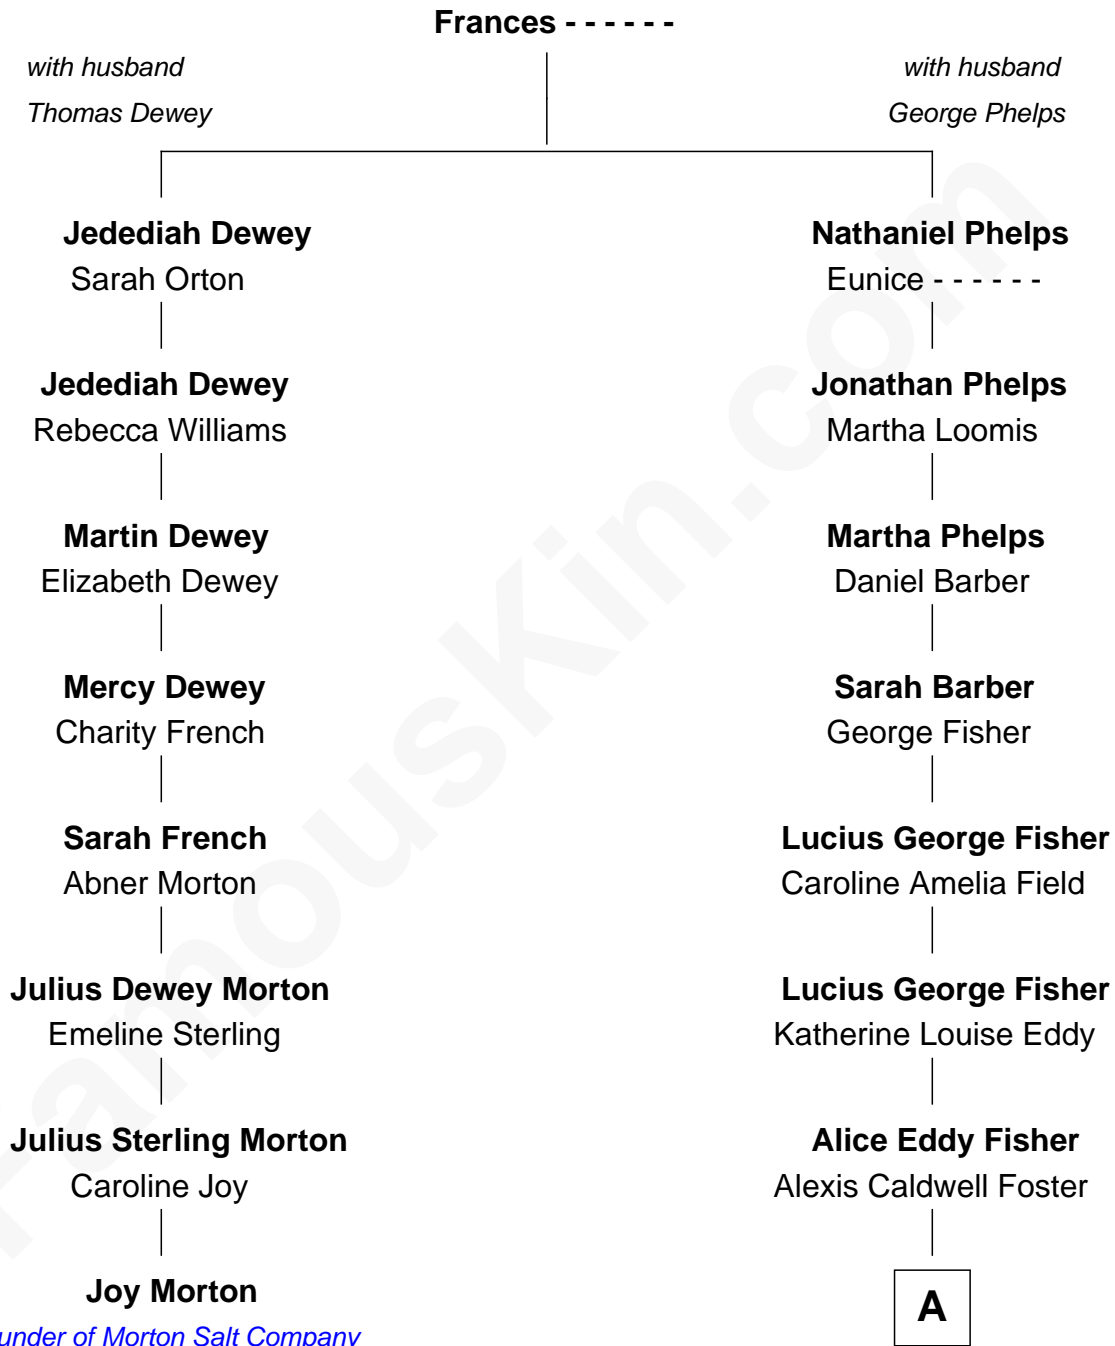 Frances - - - - - -
with husband
Thomas Dewey
with husband
George Phelps
Jedediah Dewey
Sarah Orton
Nathaniel Phelps
Eunice - - - - - -
Jedediah Dewey
Rebecca Williams
Jonathan Phelps
Martha Loomis
Martin Dewey
Elizabeth Dewey
Martha Phelps
Daniel Barber
Mercy Dewey
Charity French
Sarah Barber
George Fisher
Sarah French
Abner Morton
Lucius George Fisher
Caroline Amelia Field
Julius Dewey Morton
Emeline Sterling
Lucius George Fisher
Katherine Louise Eddy
Julius Sterling Morton
Caroline Joy
Alice Eddy Fisher
Alexis Caldwell Foster
Joy Morton
under of Morton Salt Company
A
FamousKin.com